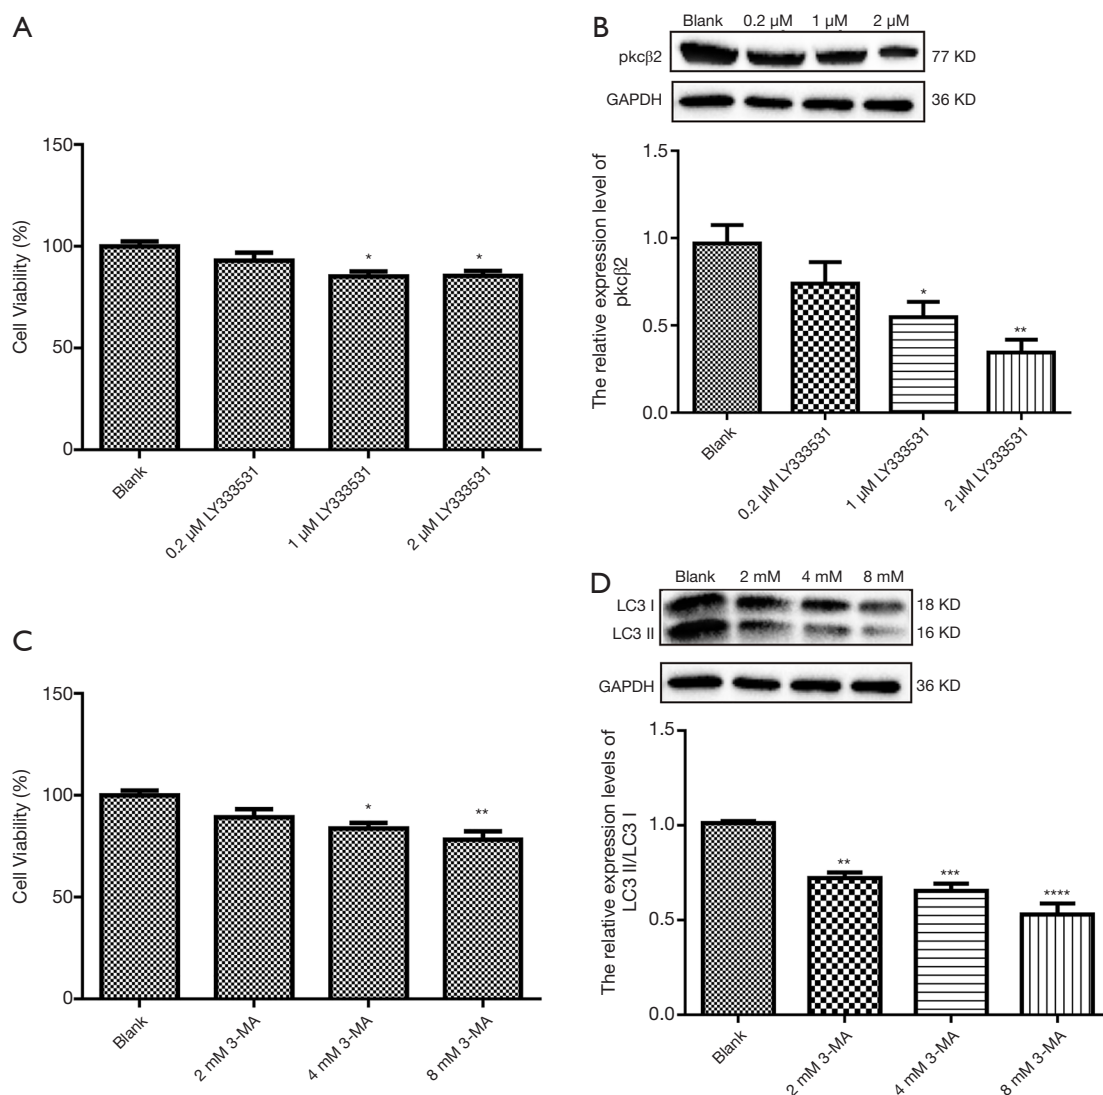 A
150
100
50
0
Cell Viability (%)
*
*
Blank
0.2 µM LY333531
1 µM LY333531
2 µM LY333531
B
Blank 0.2 µM 1 µM 2 µM
pkcβ2 77 KD
GAPDH 36 KD
1.5
1.0
0.5
0.0
The relative expression level of
pkcβ2
*
**
Blank
0.2 µM LY333531
1 µM LY333531
2 µM LY333531
C
150
100
50
0
Cell Viability (%)
*
**
Blank
2 mM 3-MA
4 mM 3-MA
8 mM 3-MA
D
Blank 2 mM 4 mM 8 mM
LC3 I 18 KD
LC3 II 16 KD
GAPDH 36 KD
1.5
1.0
0.5
0.0
The relative expression levels of
LC3 II/LC3 I
**
***
****
Blank
2 mM 3-MA
4 mM 3-MA
8 mM 3-MA